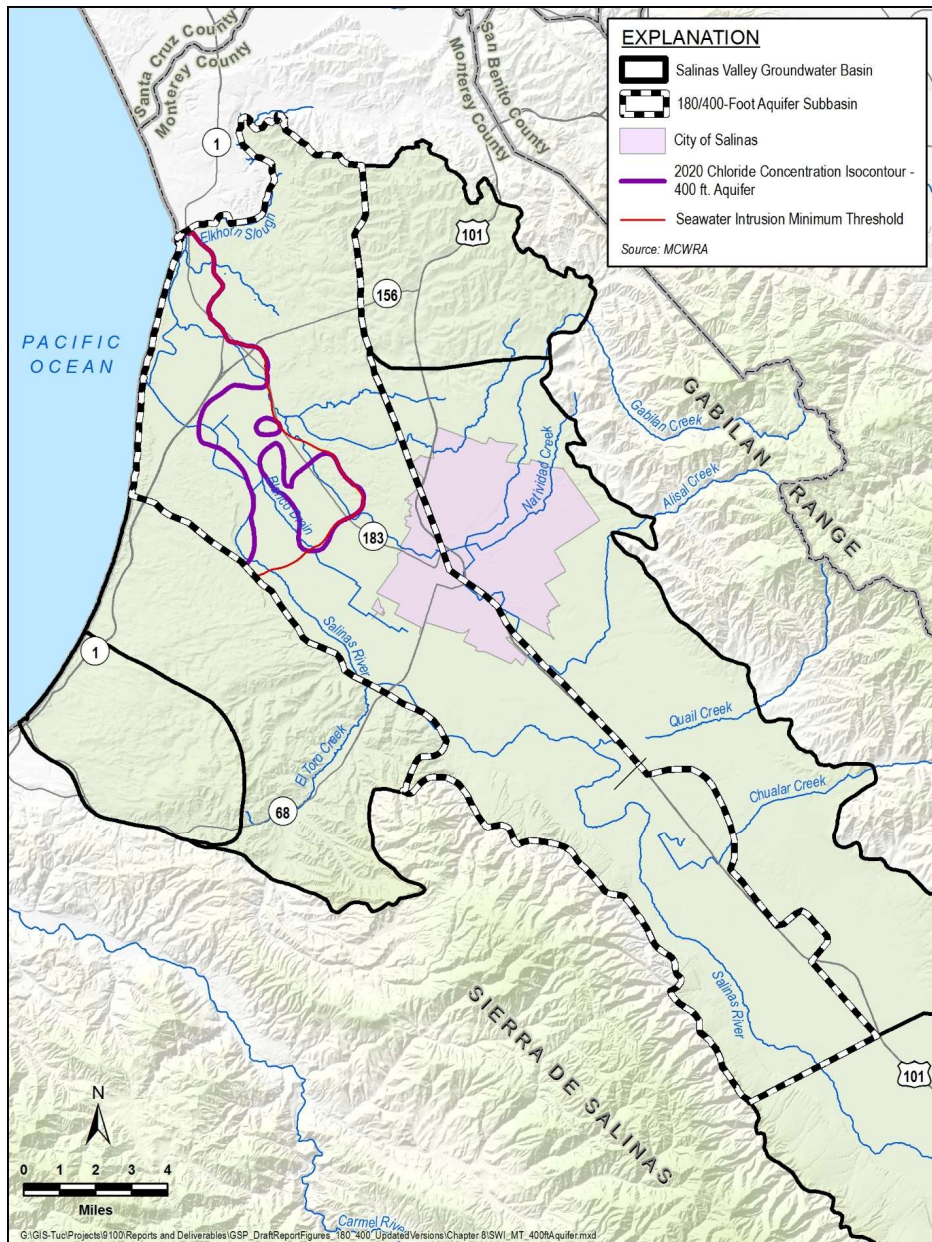 EXPLANATION
Salinas Valley Groundwater Basin
180/400-Foot Aquifer Subbasin
City of Salinas
2020 Chloride Concentration Isocontour -
400 ft. Aquifer
Seawater Intrusion Minimum Threshold
Source: MCWRA
Santa Cruz County
Monterey County
San Benito County
Monterey County
1
Elkhorn Slough
101
156
PACIFIC
OCEAN
GABILAN
RANGE
Gabilan Creek
Natividad Creek
Alisal Creek
Blanco Drain
183
Salinas River
1
Quail Creek
El Toro Creek
Chualar Creek
68
Salinas River
SIERRA DE SALINAS
101
N
0 1 2 3 4
Miles
Carmel River
G:\GIS-Tuc\Projects\9100\Reports and Deliverables\GSP_DraftReportFigures_180_400_UpdatedVersions\Chapter 8\SWI_MT_400ftAquifer.mxd